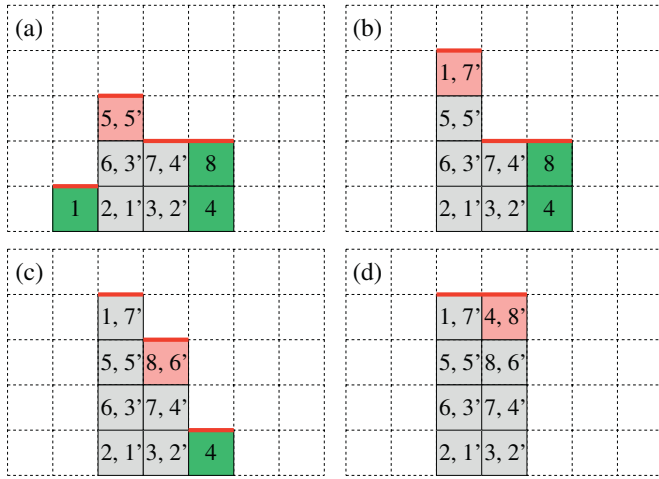 (a)
5, 5’
6, 3’ 7, 4’ 8
1 2, 1’ 3, 2’ 4
(b)
1, 7’
5, 5’
6, 3’ 7, 4’ 8
2, 1’ 3, 2’ 4
(c)
1, 7’
5, 5’ 8, 6’
6, 3’ 7, 4’
2, 1’ 3, 2’ 4
(d)
1, 7’ 4, 8’
5, 5’ 8, 6’
6, 3’ 7, 4’
2, 1’ 3, 2’